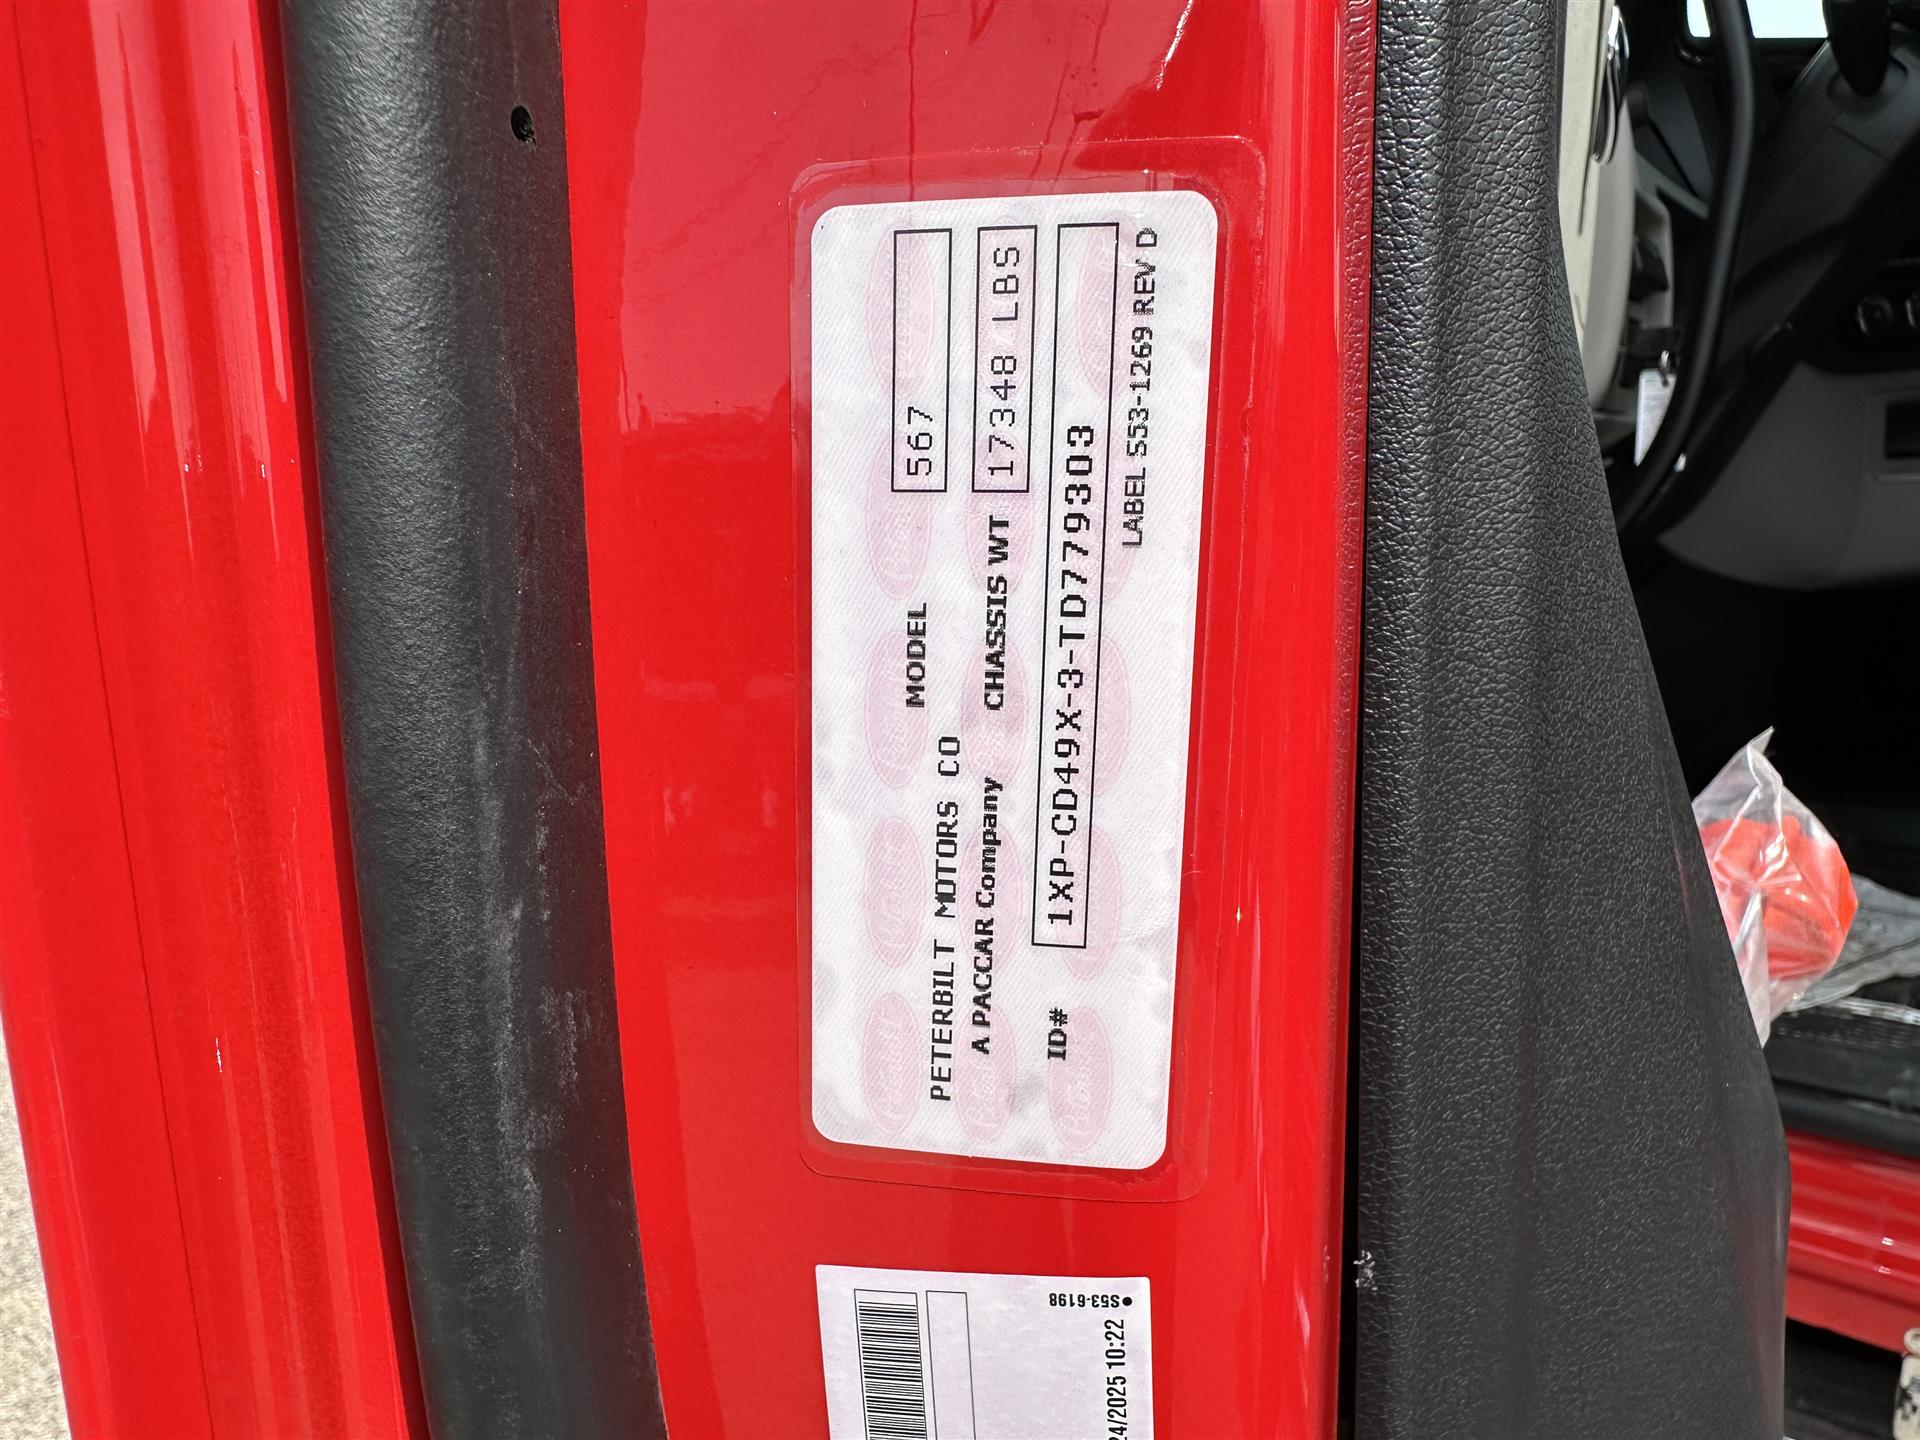 MODEL 567
PETERBILT MOTORS CO
A PACCAR Company CHASSIS WT 17348 LBS
ID# 1XP-CD49X-3-TD779303
LABEL S53-1269 REV D
S53-6198
24/2025 10:22